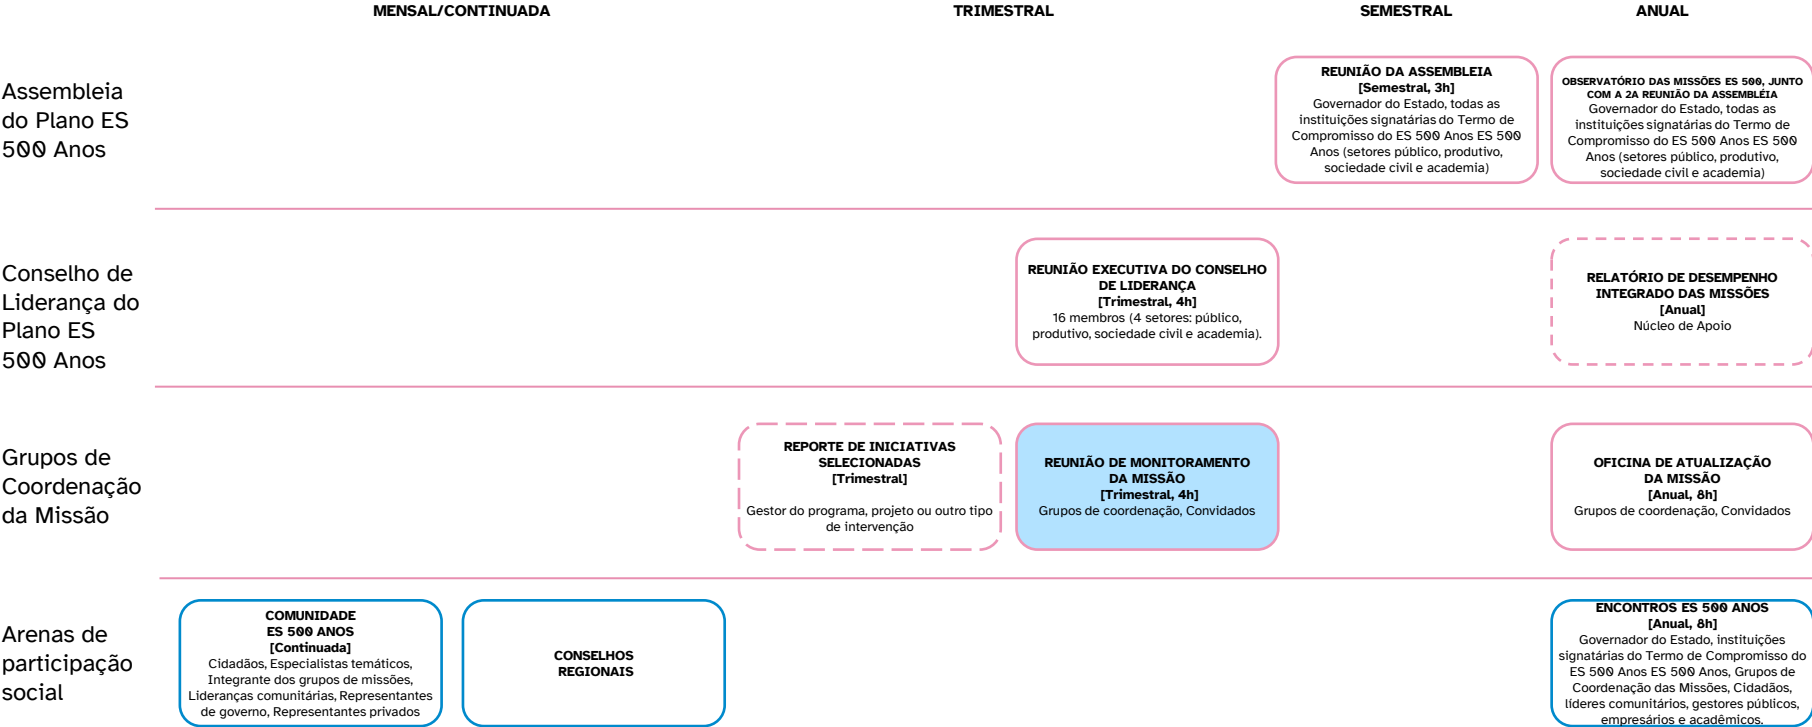 MENSAL/CONTINUADA
TRIMESTRAL
SEMESTRAL
ANUAL
Assembleia
do Plano ES
500 Anos
REUNIÃO DA ASSEMBLEIA
[Semestral, 3h]
Governador do Estado, todas as
instituições signatárias do Termo de
Compromisso do ES 500 Anos ES 500
Anos (setores público, produtivo,
sociedade civil e academia)
OBSERVATÓRIO DAS MISSÕES ES 500, JUNTO
COM A 2A REUNIÃO DA ASSEMBLÉIA
Governador do Estado, todas as
instituições signatárias do Termo de
Compromisso do ES 500 Anos ES 500
Anos (setores público, produtivo,
sociedade civil e academia)
Conselho de
Liderança do
Plano ES
500 Anos
REUNIÃO EXECUTIVA DO CONSELHO
DE LIDERANÇA
[Trimestral, 4h]
16 membros (4 setores: público,
produtivo, sociedade civil e academia).
RELATÓRIO DE DESEMPENHO
INTEGRADO DAS MISSÕES
[Anual]
Núcleo de Apoio
Grupos de
Coordenação
da Missão
REPORTE DE INICIATIVAS
SELECIONADAS
[Trimestral]
Gestor do programa, projeto ou outro tipo
de intervenção
REUNIÃO DE MONITORAMENTO
DA MISSÃO
[Trimestral, 4h]
Grupos de coordenação, Convidados
OFICINA DE ATUALIZAÇÃO
DA MISSÃO
[Anual, 8h]
Grupos de coordenação, Convidados
Arenas de
participação
social
COMUNIDADE
ES 500 ANOS
[Continuada]
Cidadãos, Especialistas temáticos,
Integrante dos grupos de missões,
Lideranças comunitárias, Representantes
de governo, Representantes privados
CONSELHOS
REGIONAIS
ENCONTROS ES 500 ANOS
[Anual, 8h]
Governador do Estado, instituições
signatárias do Termo de Compromisso do
ES 500 Anos ES 500 Anos, Grupos de
Coordenação das Missões, Cidadãos,
líderes comunitários, gestores públicos,
empresários e acadêmicos.